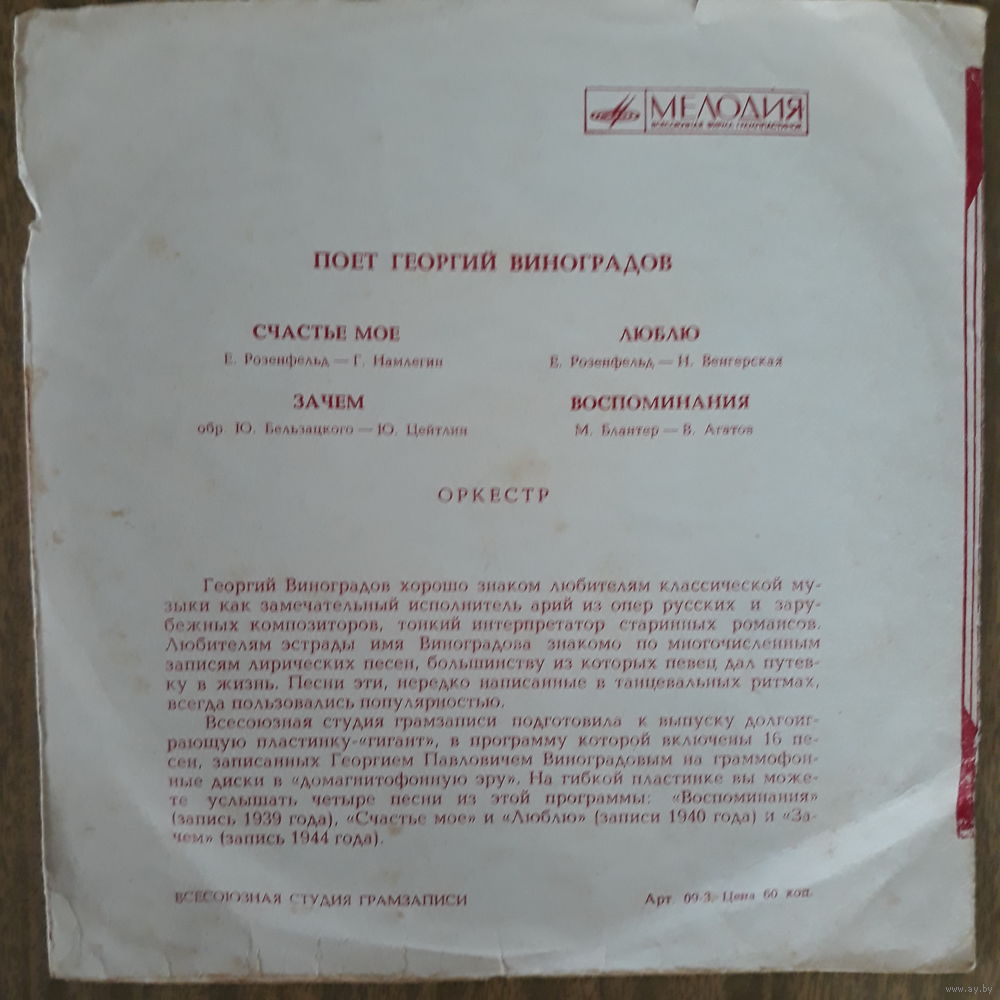 МЕЛОДИЯ
ПОЕТ ГЕОРГИЙ ВИНОГРАДОВ
СЧАСТЬЕ МОЕ
Е. Розенфельд — Г. Намлегин
ЗАЧЕМ
обр. Ю. Бельзацкого — Ю. Цейтлин
ЛЮБЛЮ
Е. Розенфельд — И. Венгерская
ВОСПОМИНАНИЯ
М. Блантер — В. Агатов
ОРКЕСТР
Георгий Виноградов хорошо знаком любителям классической му-
зыки как замечательный исполнитель арий из опер русских и зару-
бежных композиторов, тонкий интерпретатор старинных романсов.
Любителям эстрады имя Виноградова знакомо по многочисленным
записям лирических песен, большинству из которых певец дал путев-
ку в жизнь. Песни эти, нередко написанные в танцевальных ритмах,
всегда пользовались популярностью.
Всесоюзная студия грамзаписи подготовила к выпуску долгоиг-
рающую пластинку-«гигант», в программу которой включены 16 пе-
сен, записанных Георгием Павловичем Виноградовым на граммофон-
ные диски в «домагнитофонную эру». На гибкой пластинке вы може-
те услышать четыре песни из этой программы: «Воспоминания»
(запись 1939 года), «Счастье мое» и «Люблю» (записи 1940 года) и «За-
чем» (запись 1944 года).
ВСЕСОЮЗНАЯ СТУДИЯ ГРАМЗАПИСИ
Арт 09-3. Цена 60 коп.
www.ay.by